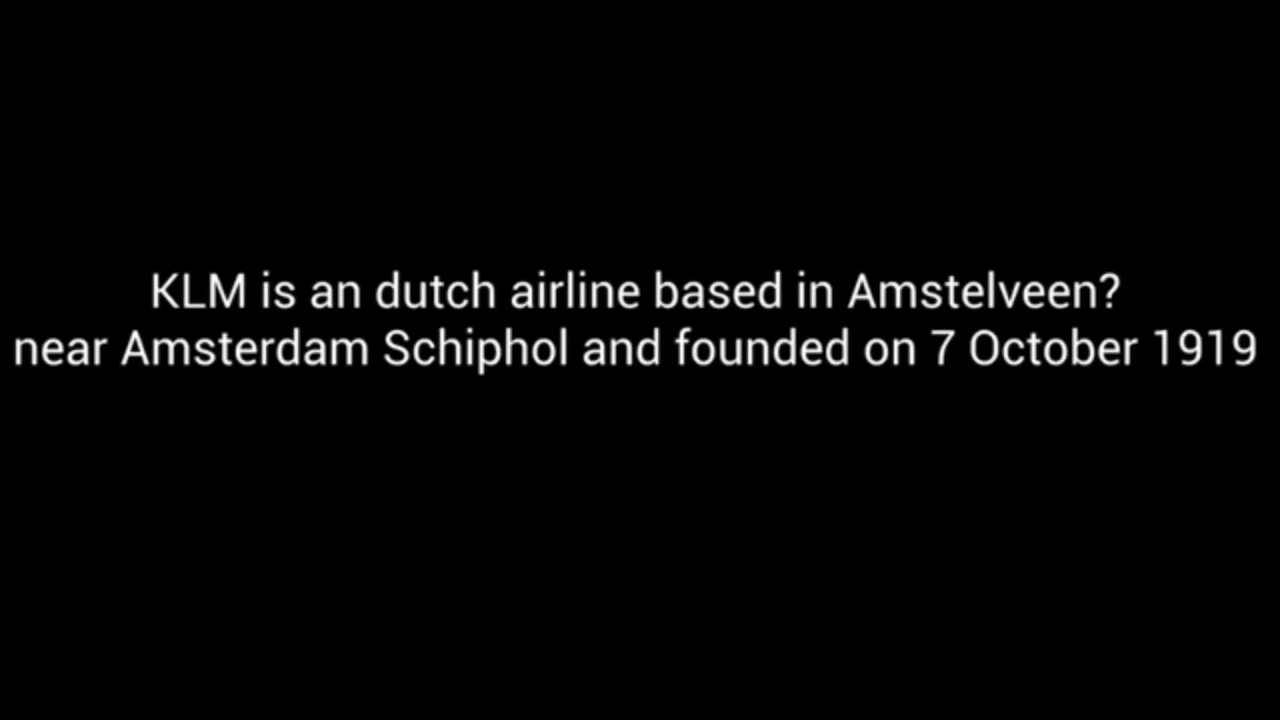 KLM is an dutch airline based in Amstelveen?
near Amsterdam Schiphol and founded on 7 October 1919